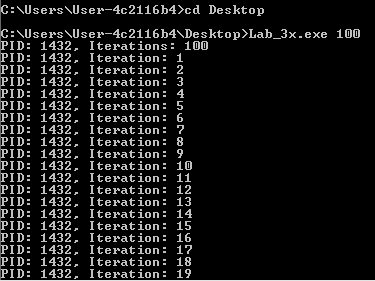 C:\Users\User-4c2116b4>cd Desktop
C:\Users\User-4c2116b4\Desktop>Lab_3x.exe 100
PID: 1432, Iterations: 100
PID: 1432, Iteration: 1
PID: 1432, Iteration: 2
PID: 1432, Iteration: 3
PID: 1432, Iteration: 4
PID: 1432, Iteration: 5
PID: 1432, Iteration: 6
PID: 1432, Iteration: 7
PID: 1432, Iteration: 8
PID: 1432, Iteration: 9
PID: 1432, Iteration: 10
PID: 1432, Iteration: 11
PID: 1432, Iteration: 12
PID: 1432, Iteration: 13
PID: 1432, Iteration: 14
PID: 1432, Iteration: 15
PID: 1432, Iteration: 16
PID: 1432, Iteration: 17
PID: 1432, Iteration: 18
PID: 1432, Iteration: 19